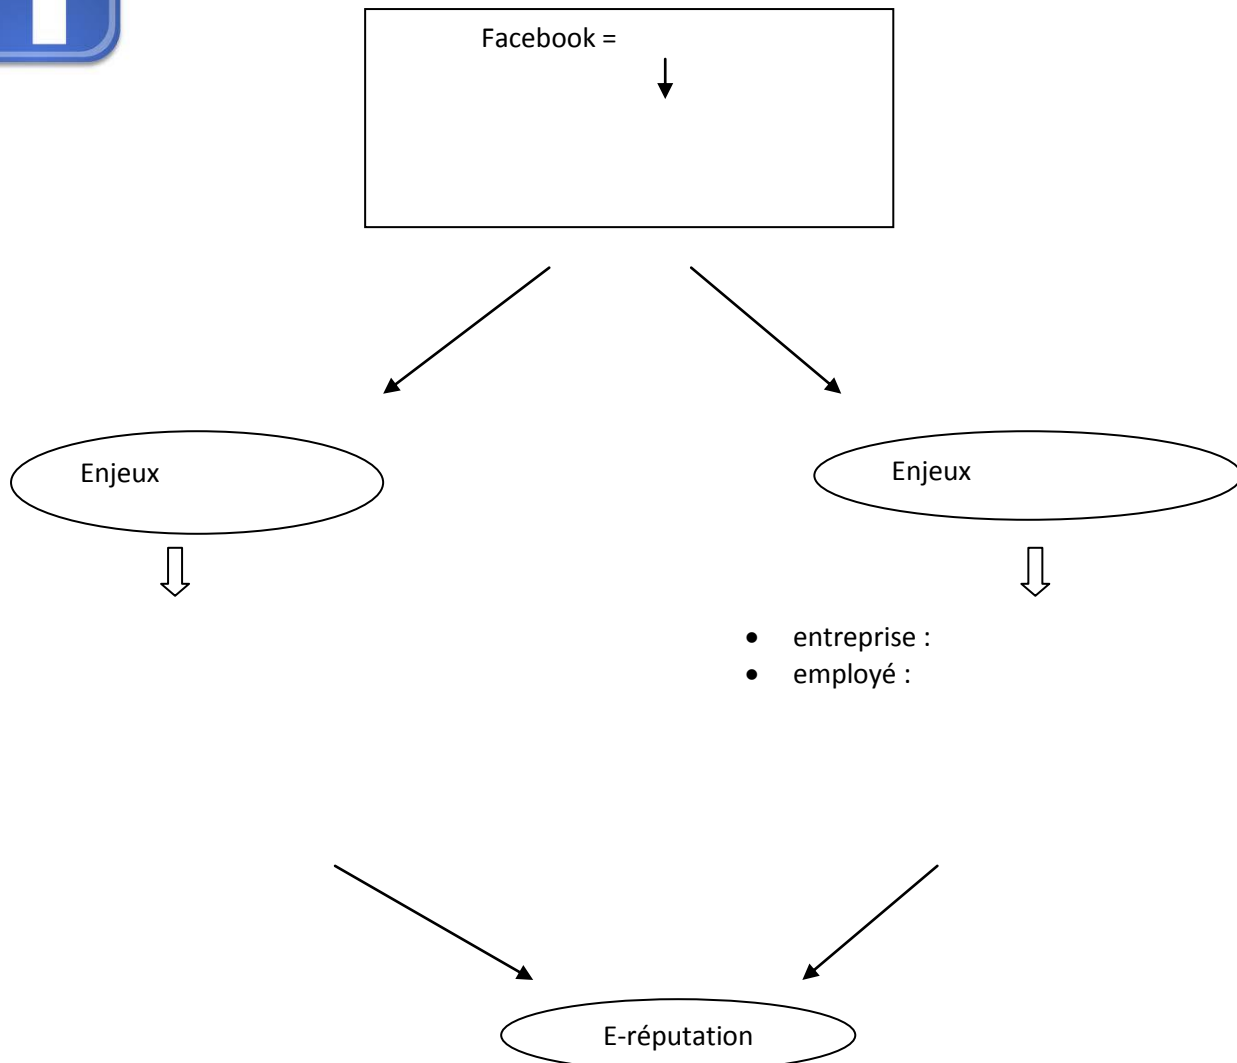 Facebook =
Enjeux
Enjeux
• entreprise :
• employé :
E-réputation